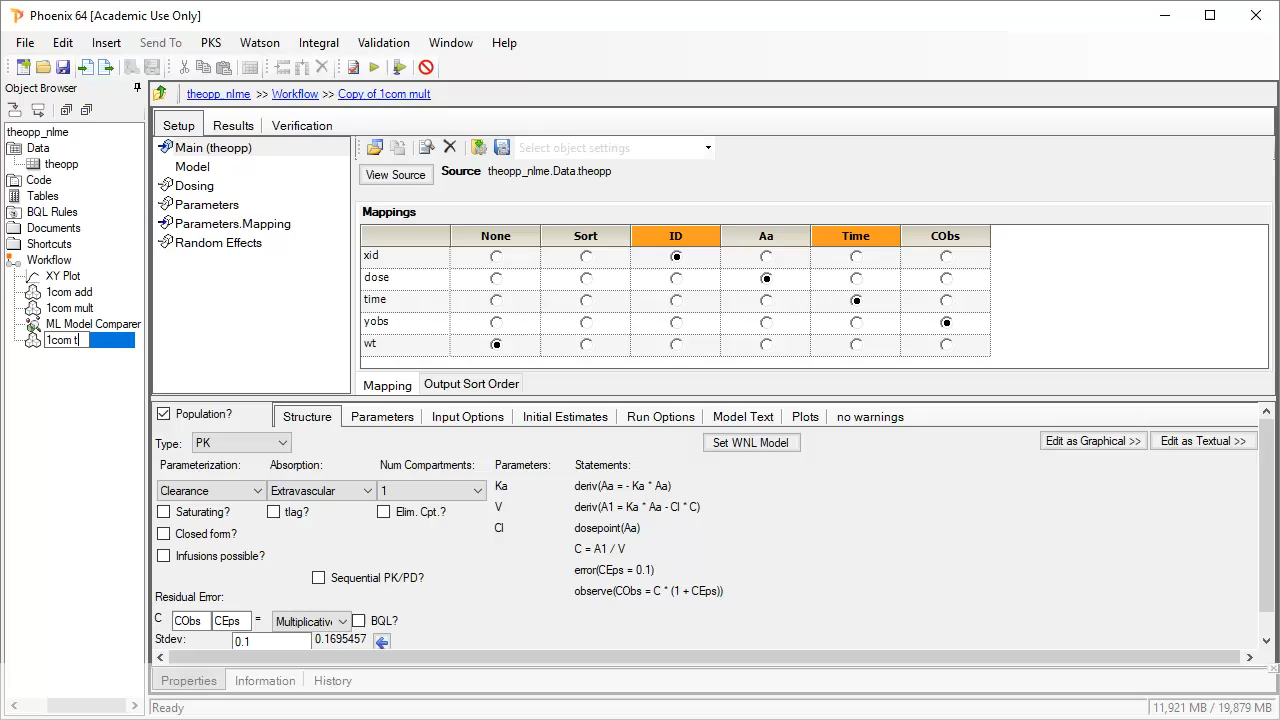 Phoenix 64 [Academic Use Only]
File Edit Insert Send To PKS Watson Integral Validation Window Help
Object Browser
theopp_nlme >> Workflow >> Copy of 1com mult
theopp_nlme
Data
theopp
Code
Tables
BQL Rules
Documents
Shortcuts
Workflow
XY Plot
1com add
1com mult
ML Model Comparer
1com t
Setup Results Verification
Main (theopp)
Model
Dosing
Parameters
Parameters.Mapping
Random Effects
Select object settings
View Source Source theopp_nlme.Data.theopp
Mappings
None Sort ID Aa Time CObs
xid
dose
time
yobs
wt
Mapping Output Sort Order
Population? Structure Parameters Input Options Initial Estimates Run Options Model Text Plots no warnings
Type: PK Set WNL Model Edit as Graphical >> Edit as Textual >>
Parameterization: Absorption: Num Compartments: Parameters: Statements:
Clearance Extravascular 1 Ka deriv(Aa = - Ka * Aa)
Saturating? tlag? Elim. Cpt.? V deriv(A1 = Ka * Aa - Cl * C)
Closed form? Cl dosepoint(Aa)
Infusions possible? C = A1 / V
Sequential PK/PD? error(CEps = 0.1)
Residual Error: observe(CObs = C * (1 + CEps))
C CObs CEps = Multiplicative BQL?
Stdev: 0.1 0.1695457
Properties Information History
Ready 11,921 MB / 19,879 MB